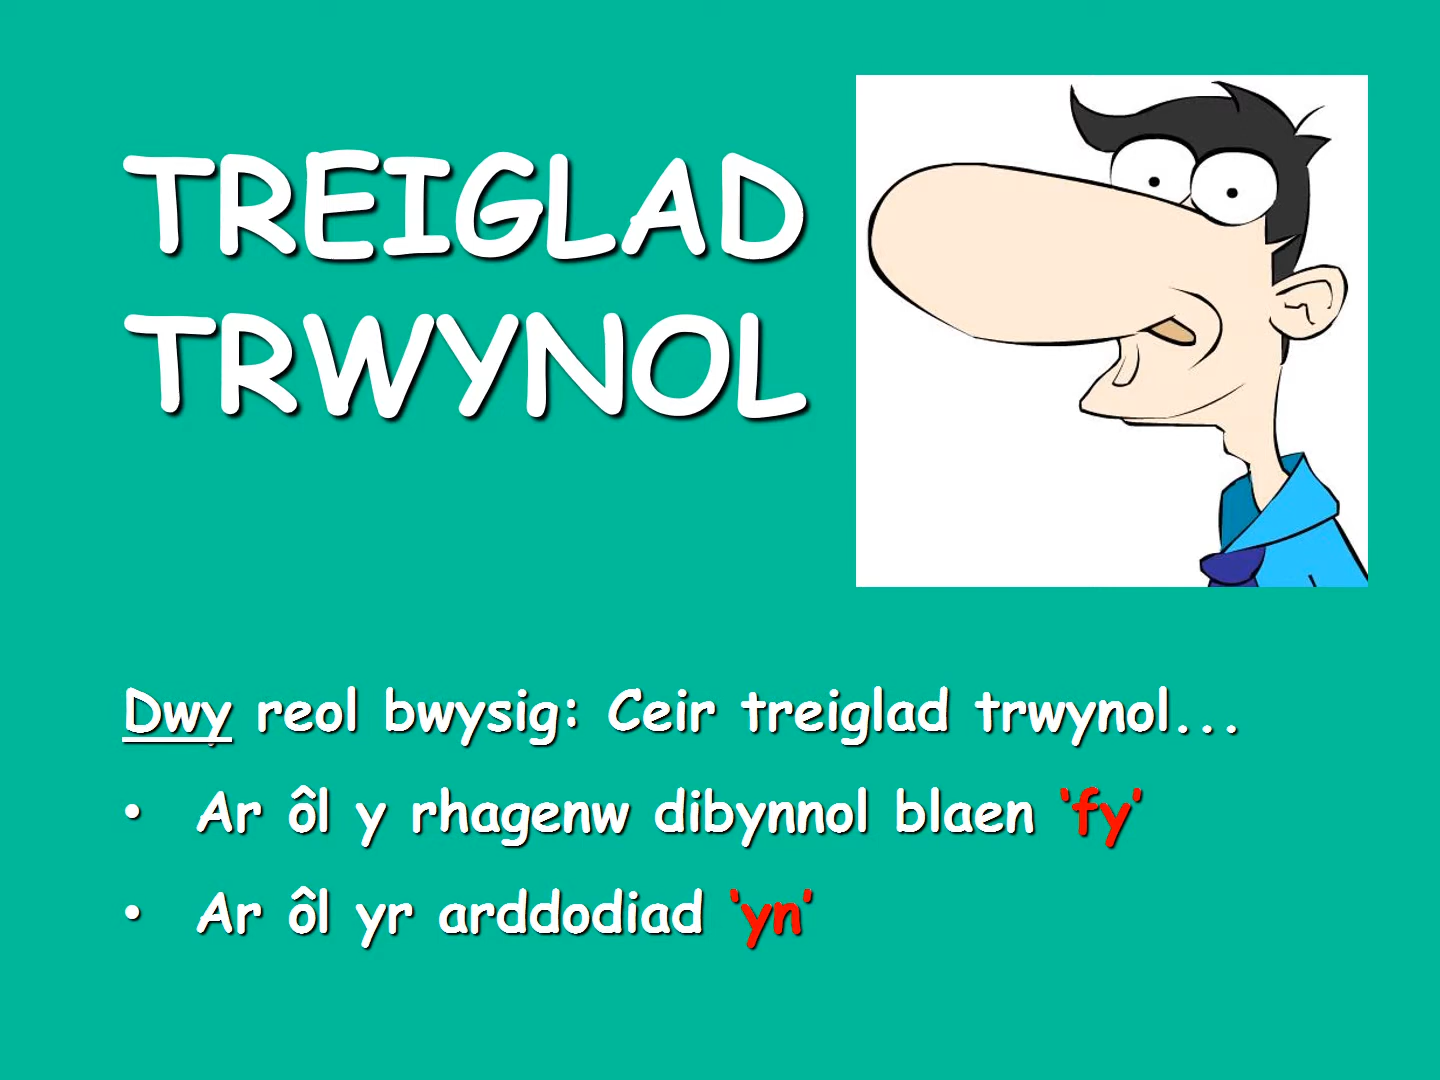 TREIGLAD
TRWYNOL
Dwy reol bwysig: Ceir treiglad trwynol...
• Ar ôl y rhagenw dibynnol blaen ‘fy’
• Ar ôl yr arddodiad ‘yn’